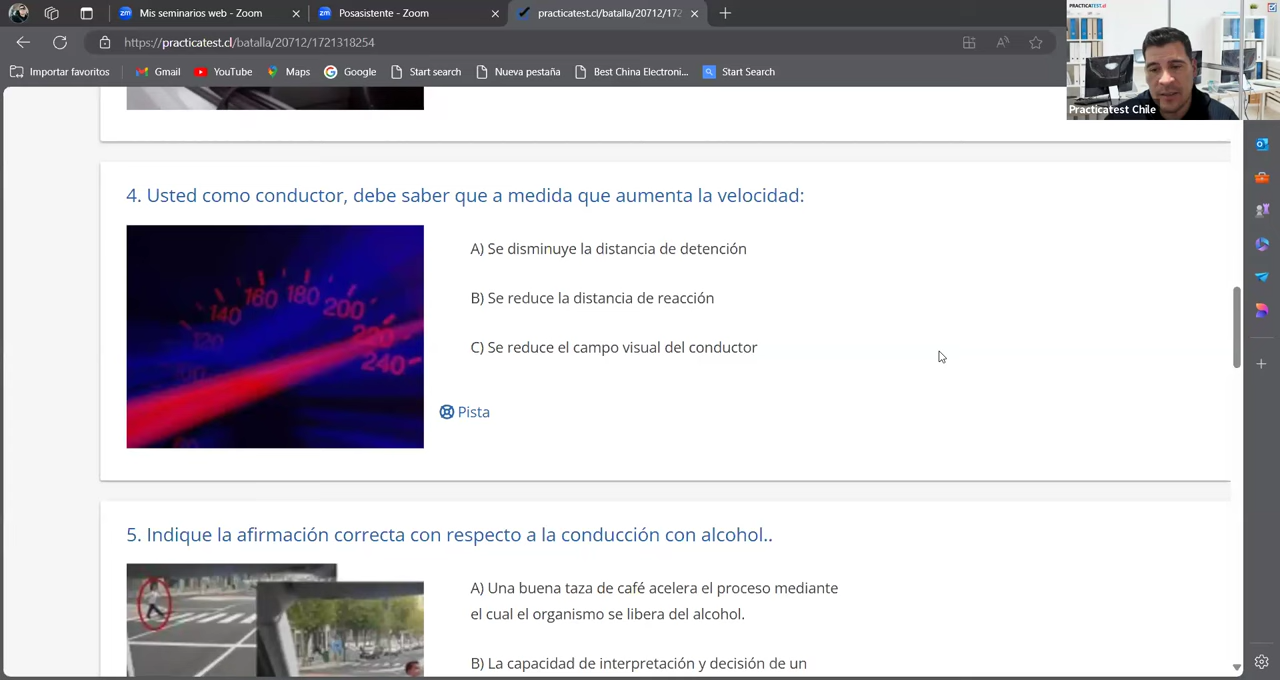 Mis seminarios web - Zoom
Posasistente - Zoom
practicatest.cl/batalla/20712/172
https://practicatest.cl/batalla/20712/1721318254
Importar favoritos
Gmail
YouTube
Maps
Google
Start search
Nueva pestaña
Best China Electroni...
Start Search
PRACTICATEST.cl
Practicatest Chile
4. Usted como conductor, debe saber que a medida que aumenta la velocidad:
120
140
160
180
200
220
240
A) Se disminuye la distancia de detención
B) Se reduce la distancia de reacción
C) Se reduce el campo visual del conductor
Pista
5. Indique la afirmación correcta con respecto a la conducción con alcohol..
A) Una buena taza de café acelera el proceso mediante
el cual el organismo se libera del alcohol.
B) La capacidad de interpretación y decisión de un